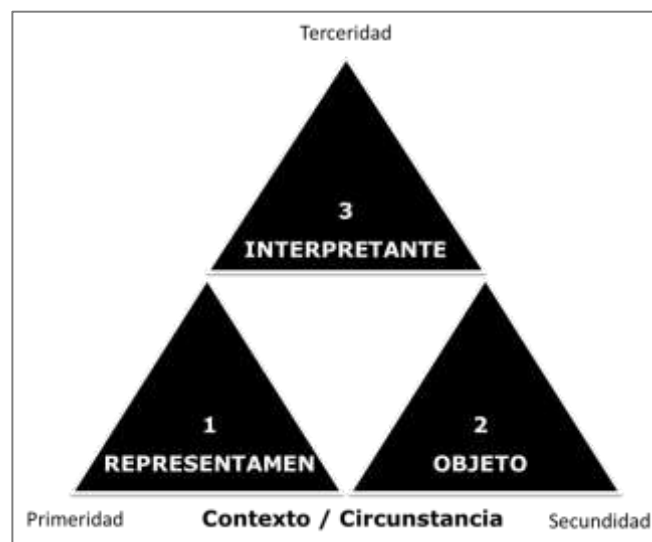 Terceridad
3
INTERPRETANTE
1
REPRESENTAMEN
2
OBJETO
Primeridad
Contexto / Circunstancia
Secundidad